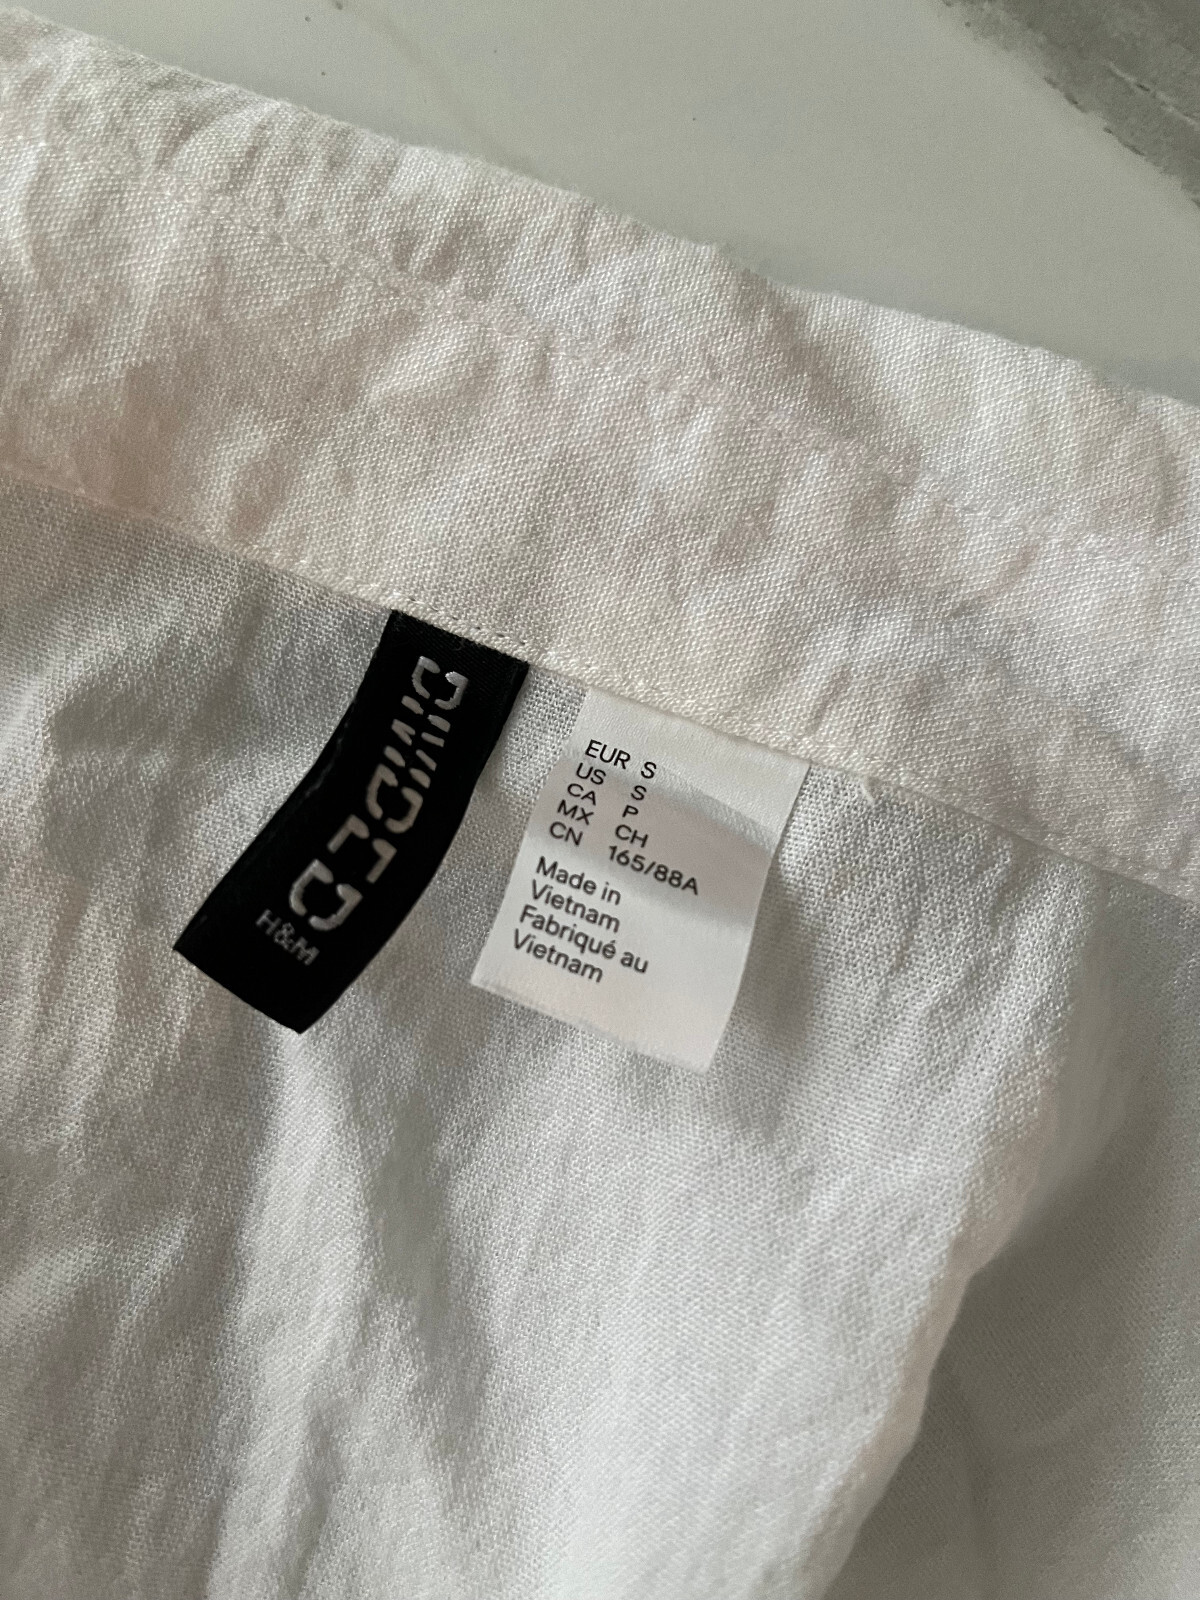 DIVIDED
H&M
EUR S
US S
CA P
MX CH
CN 165/88A
Made in
Vietnam
Fabriqué au
Vietnam